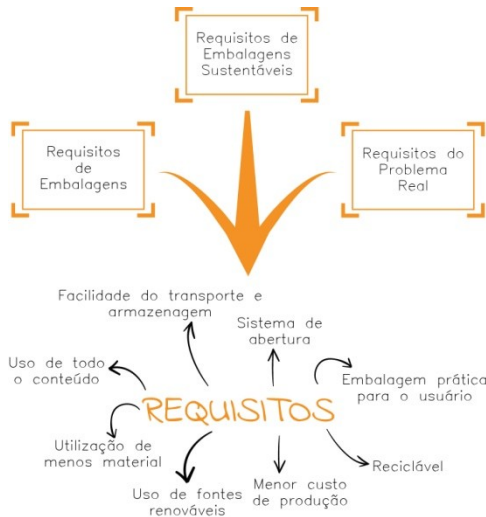 Requisitos de
Embalagens
Sustentáveis
Requisitos
de
Embalagens
Requisitos do
Problema
Real
Facilidade do transporte e
armazenagem
Sistema de
abertura
Uso de todo
o conteúdo
Embalagem prática
para o usuário
REQUISITOS
Utilização de
menos material
Reciclável
Uso de fontes
renováveis
Menor custo
de produção